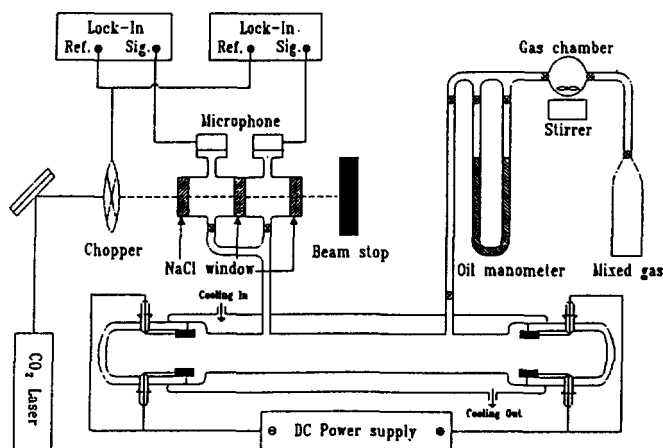 Lock-In
Ref. Sig.
Lock-In
Ref. Sig.
Gas chamber
Microphone
Stirrer
Chopper
NaCl window
Beam stop
Oil manometer
Mixed gas
Cooling In
CO₂ Laser
Cooling Out
⊖ DC Power supply